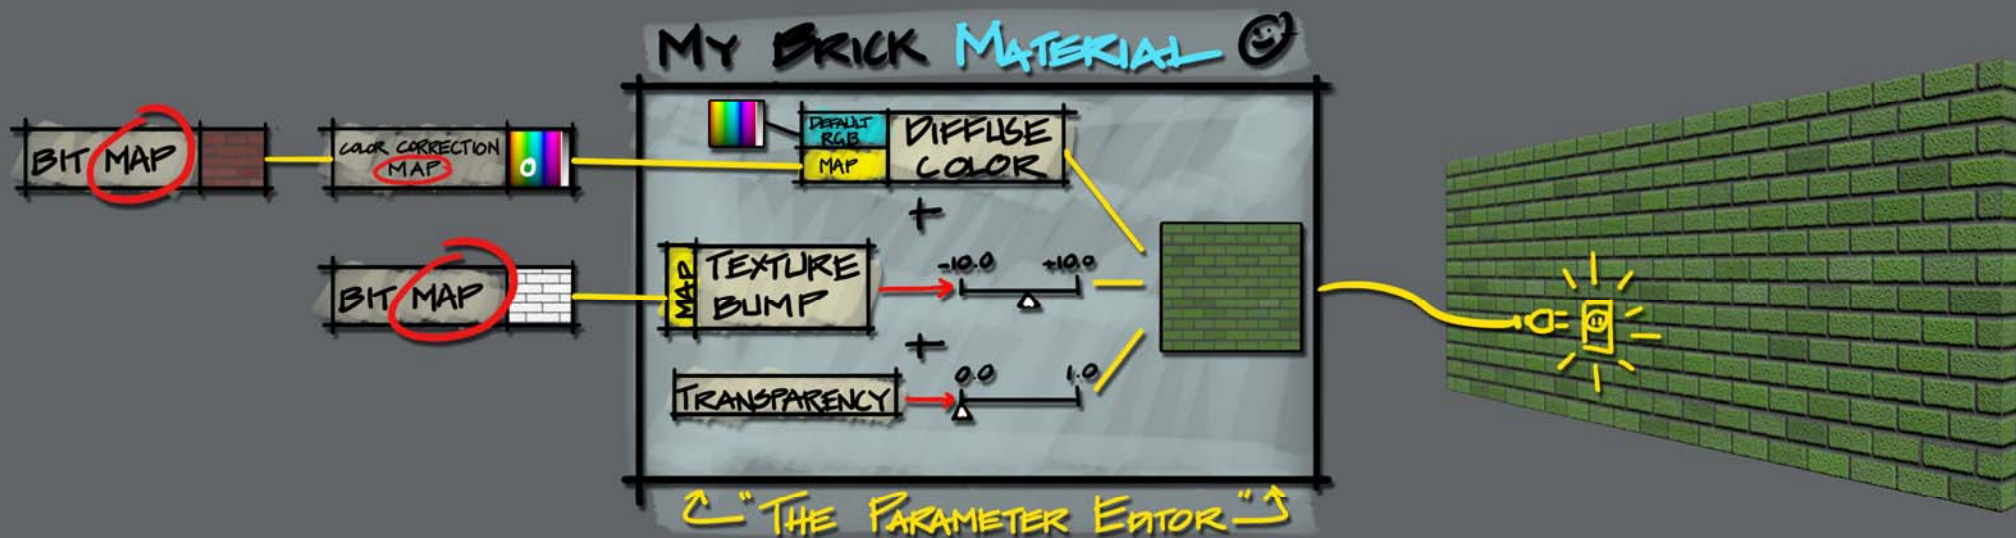 MY BRICK MATERIAL
BIT MAP
COLOR CORRECTION
MAP
DEFAULT
RGB
MAP
DIFFUSE
COLOR
+
BIT MAP
MAP
TEXTURE
BUMP
-10.0
+10.0
+
TRANSPARENCY
0.0
1.0
"THE PARAMETER EDITOR"